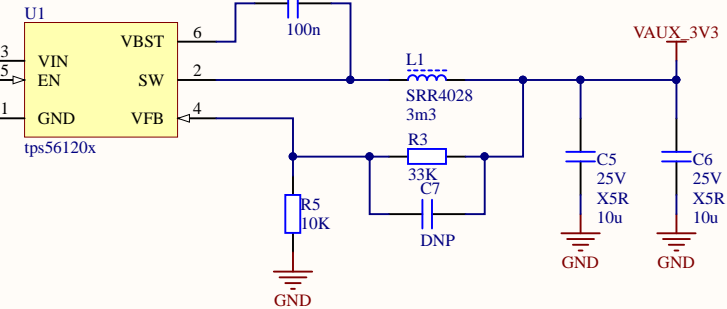 U1
VBST 6
100n
VAUX_3V3
3 VIN
5 EN
SW 2
L1
SRR4028
3m3
1 GND
VFB 4
tps56120x
R3
33K
C7
DNP
C5
25V
X5R
10u
C6
25V
X5R
10u
R5
10K
GND
GND
GND